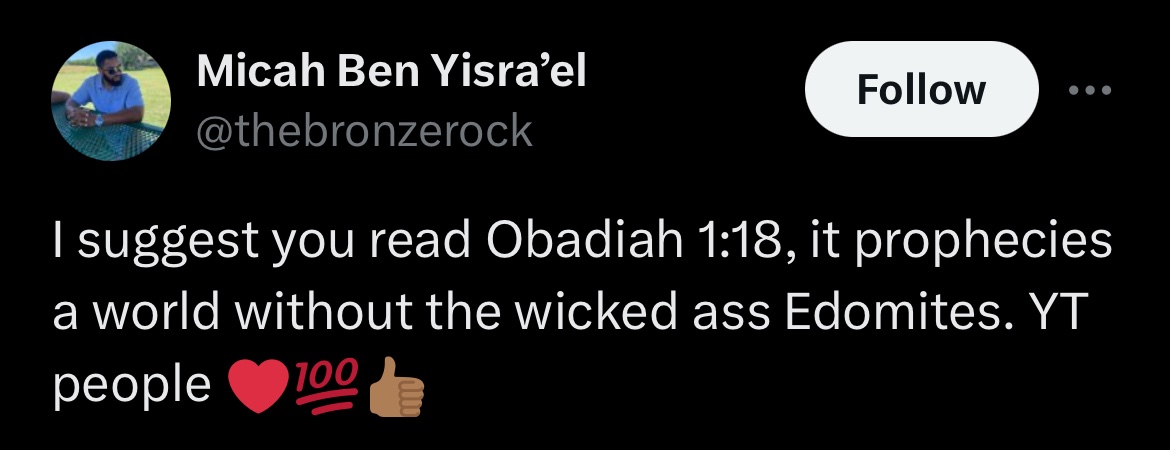 Micah Ben Yisra’el
@thebronzerock
Follow
I suggest you read Obadiah 1:18, it prophecies
a world without the wicked ass Edomites. YT
people ❤️💯👍🏽